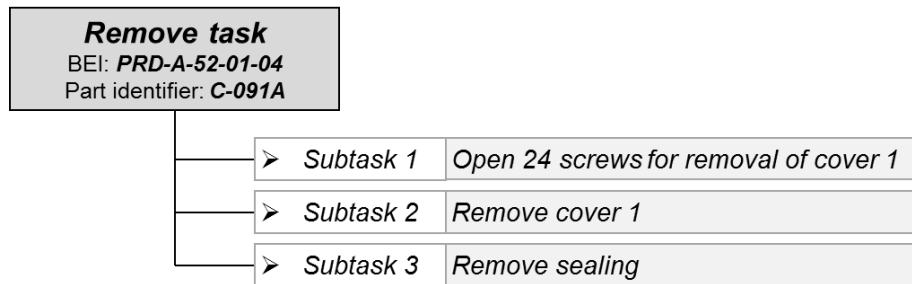 Remove task
BEI: PRD-A-52-01-04
Part identifier: C-091A
➢ Subtask 1 Open 24 screws for removal of cover 1
➢ Subtask 2 Remove cover 1
➢ Subtask 3 Remove sealing